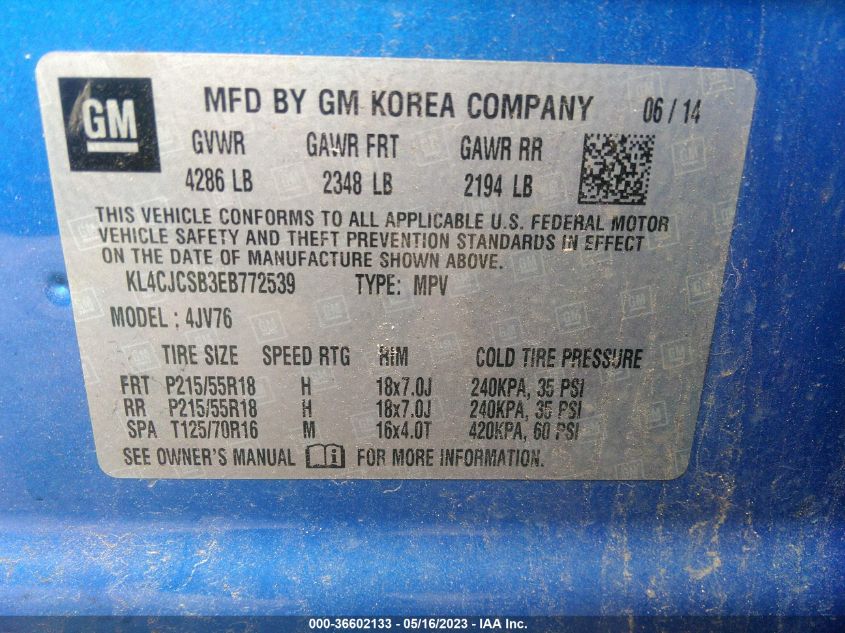 GM
MFD BY GM KOREA COMPANY 06 / 14
GVWR GAWR FRT GAWR RR
4286 LB 2348 LB 2194 LB
THIS VEHICLE CONFORMS TO ALL APPLICABLE U.S. FEDERAL MOTOR
VEHICLE SAFETY AND THEFT PREVENTION STANDARDS IN EFFECT
ON THE DATE OF MANUFACTURE SHOWN ABOVE.
KL4CJCSB3EB772539 TYPE: MPV
MODEL : 4JV76
TIRE SIZE SPEED RTG RIM COLD TIRE PRESSURE
FRT P215/55R18 H 18x7.0J 240KPA, 35 PSI
RR P215/55R18 H 18x7.0J 240KPA, 35 PSI
SPA T125/70R16 M 16x4.0T 420KPA, 60 PSI
SEE OWNER'S MANUAL i FOR MORE INFORMATION.
000-36602133 - 05/16/2023 - IAA Inc.